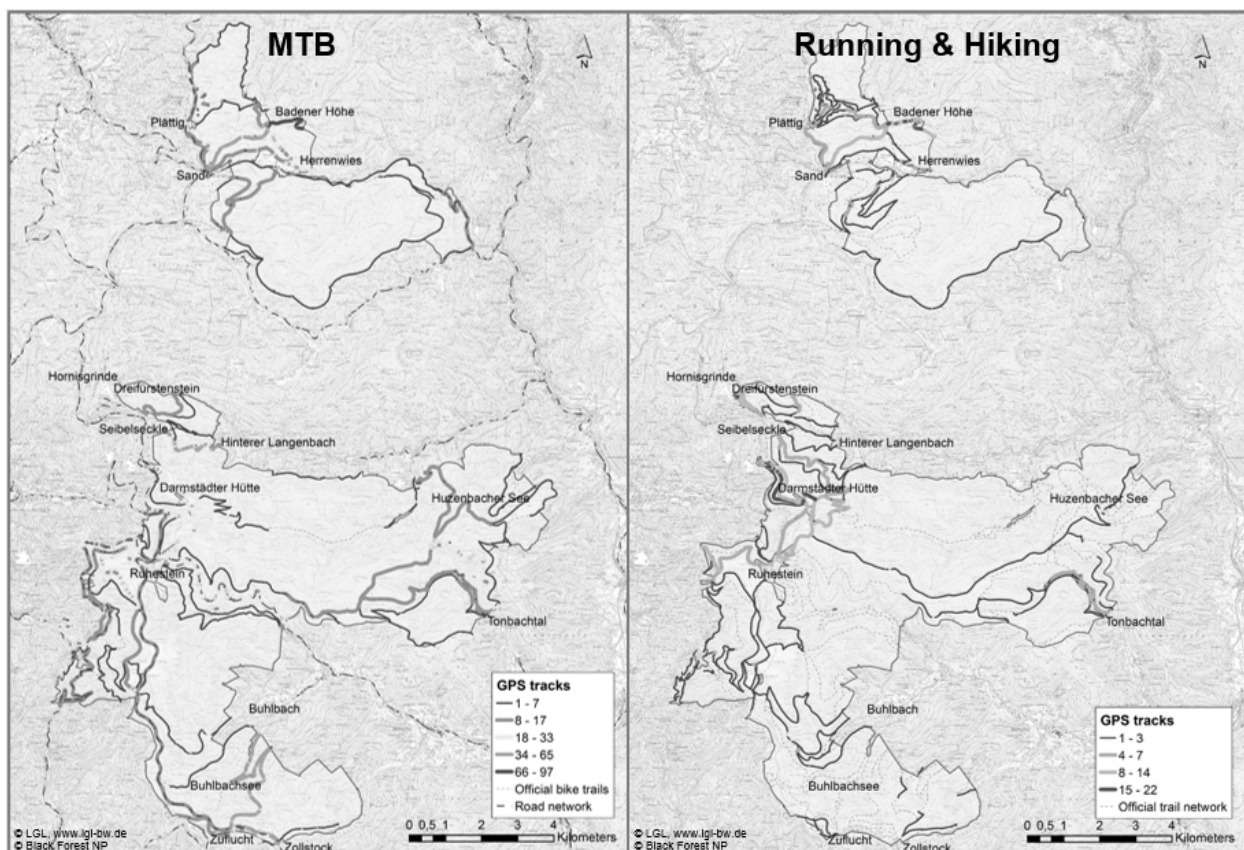 MTB
N
Badener Höhe
Plättig
Herrenwies
Sand
Hornisgrinde
Dreifürstenstein
Seibelseckle
Hinterer Langenbach
Darmstädter Hütte
Huzenbacher See
Ruhestein
Tonbachtal
Buhlbach
Buhlbachsee
Zuflucht
Zollstock
GPS tracks
1 - 7
8 - 17
18 - 33
34 - 65
66 - 97
Official bike trails
Road network
© LGL, www.lgl-bw.de
© Black Forest NP
0 0,5 1 2 3 4
Kilometers
Running & Hiking
N
Badener Höhe
Plättig
Herrenwies
Sand
Hornisgrinde
Dreifürstenstein
Seibelseckle
Hinterer Langenbach
Darmstädter Hütte
Huzenbacher See
Ruhestein
Tonbachtal
Buhlbach
Buhlbachsee
Zuflucht
Zollstock
GPS tracks
1 - 3
4 - 7
8 - 14
15 - 22
Official trail network
© LGL, www.lgl-bw.de
© Black Forest NP
0 0,5 1 2 3 4
Kilometers